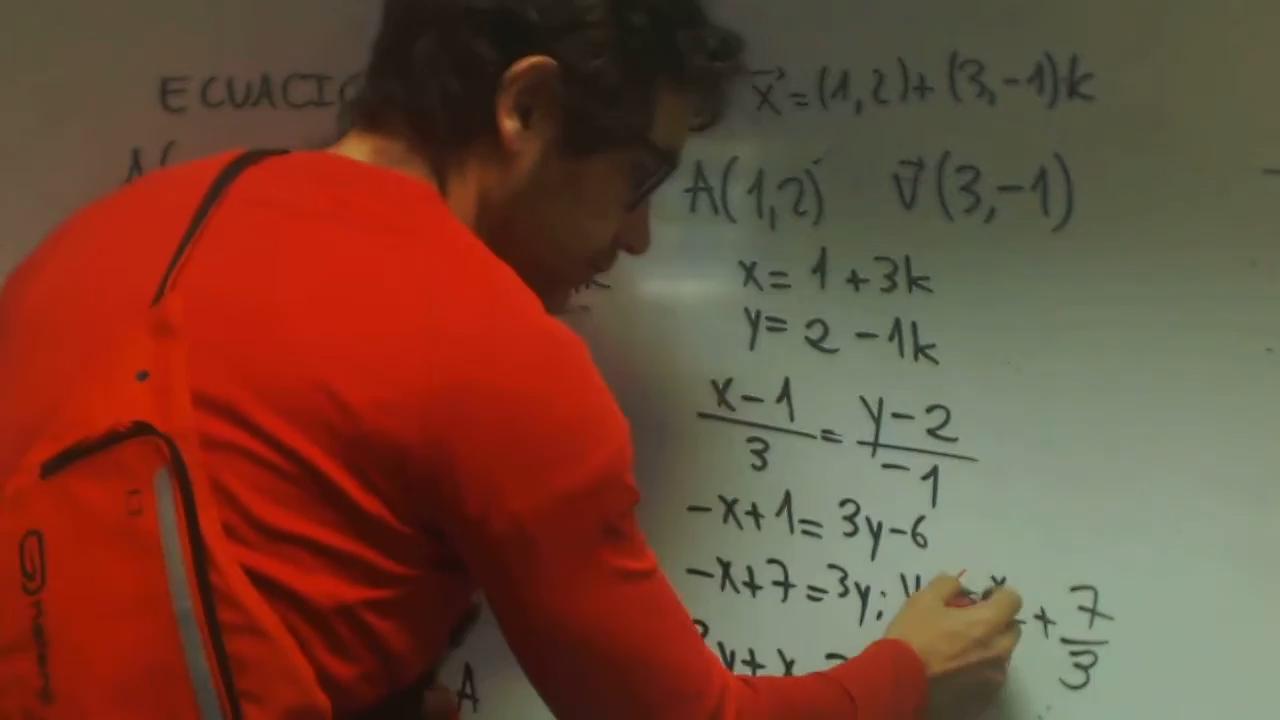 x⃗=(1,2)+(3,-1)k
A(1,2) v⃗(3,-1)
x=1+3k
y=2-1k
x-1/3=y-2/-1
-x+1=3y-6
-x+7=3y; +7/3
y+x
A